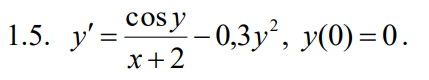 1.5. y′ = cos y / (x + 2) − 0,3y², y(0) = 0.